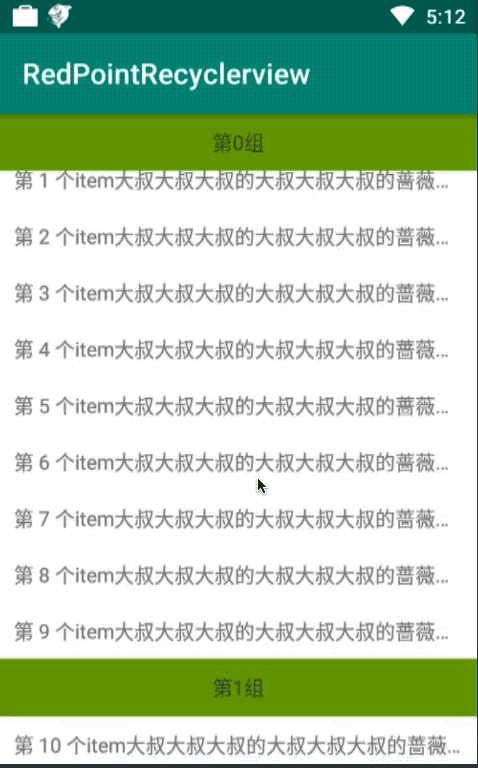 5:12
RedPointRecyclerview
第0组
第 1 个item大叔大叔大叔的大叔大叔大叔的蔷薇...
第 2 个item大叔大叔大叔的大叔大叔大叔的蔷薇...
第 3 个item大叔大叔大叔的大叔大叔大叔的蔷薇...
第 4 个item大叔大叔大叔的大叔大叔大叔的蔷薇...
第 5 个item大叔大叔大叔的大叔大叔大叔的蔷薇...
第 6 个item大叔大叔大叔的大叔大叔大叔的蔷薇...
第 7 个item大叔大叔大叔的大叔大叔大叔的蔷薇...
第 8 个item大叔大叔大叔的大叔大叔大叔的蔷薇...
第 9 个item大叔大叔大叔的大叔大叔大叔的蔷薇...
第1组
第 10 个item大叔大叔大叔的大叔大叔大叔的蔷薇...